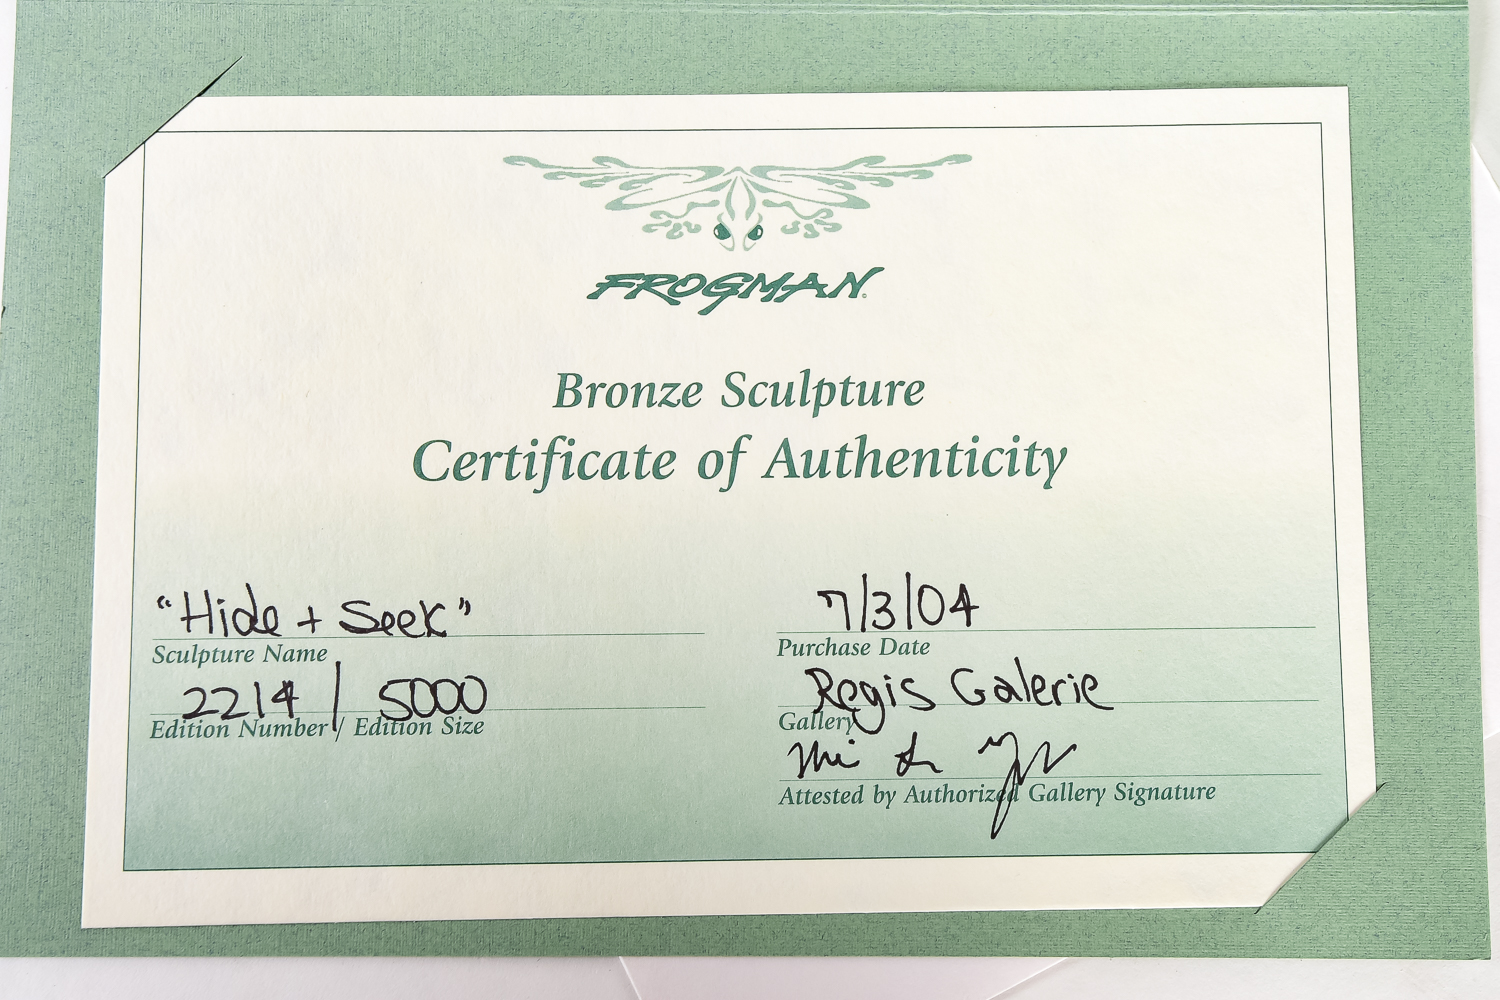 FROGMAN
Bronze Sculpture
Certificate of Authenticity
"Hide + Seek"
Sculpture Name
2214 / 5000
Edition Number / Edition Size
7/3/04
Purchase Date
Regis Galerie
Gallery
Attested by Authorized Gallery Signature